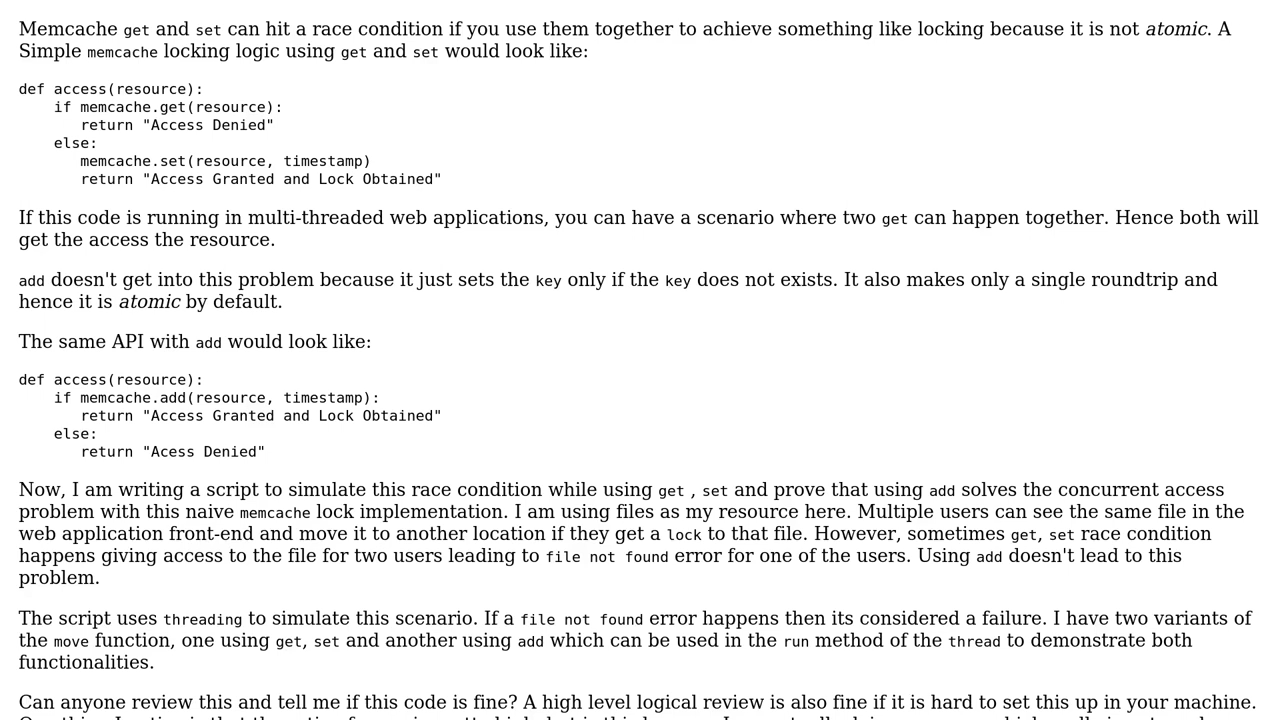 Memcache get and set can hit a race condition if you use them together to achieve something like locking because it is not atomic. A
Simple memcache locking logic using get and set would look like:
def access(resource):
    if memcache.get(resource):
       return "Access Denied"
    else:
       memcache.set(resource, timestamp)
       return "Access Granted and Lock Obtained"
If this code is running in multi-threaded web applications, you can have a scenario where two get can happen together. Hence both will
get the access the resource.
add doesn't get into this problem because it just sets the key only if the key does not exists. It also makes only a single roundtrip and
hence it is atomic by default.
The same API with add would look like:
def access(resource):
    if memcache.add(resource, timestamp):
       return "Access Granted and Lock Obtained"
    else:
       return "Acess Denied"
Now, I am writing a script to simulate this race condition while using get , set and prove that using add solves the concurrent access
problem with this naive memcache lock implementation. I am using files as my resource here. Multiple users can see the same file in the
web application front-end and move it to another location if they get a lock to that file. However, sometimes get, set race condition
happens giving access to the file for two users leading to file not found error for one of the users. Using add doesn't lead to this
problem.
The script uses threading to simulate this scenario. If a file not found error happens then its considered a failure. I have two variants of
the move function, one using get, set and another using add which can be used in the run method of the thread to demonstrate both
functionalities.
Can anyone review this and tell me if this code is fine? A high level logical review is also fine if it is hard to set this up in your machine.